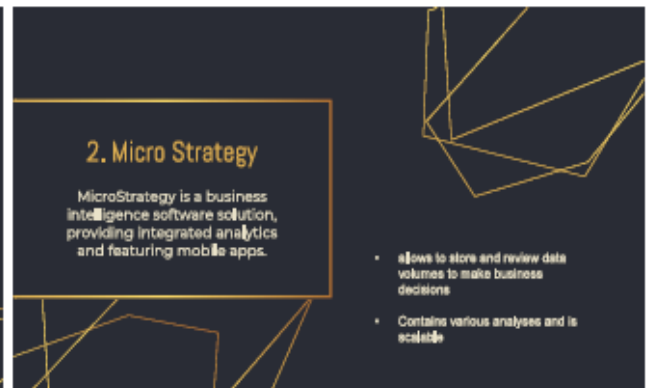 2. Micro Strategy
MicroStrategy is a business
intelligence software solution,
providing integrated analytics
and featuring mobile apps.
• allows to store and review data
volumes to make business
decisions
• Contains various analyses and is
scalable